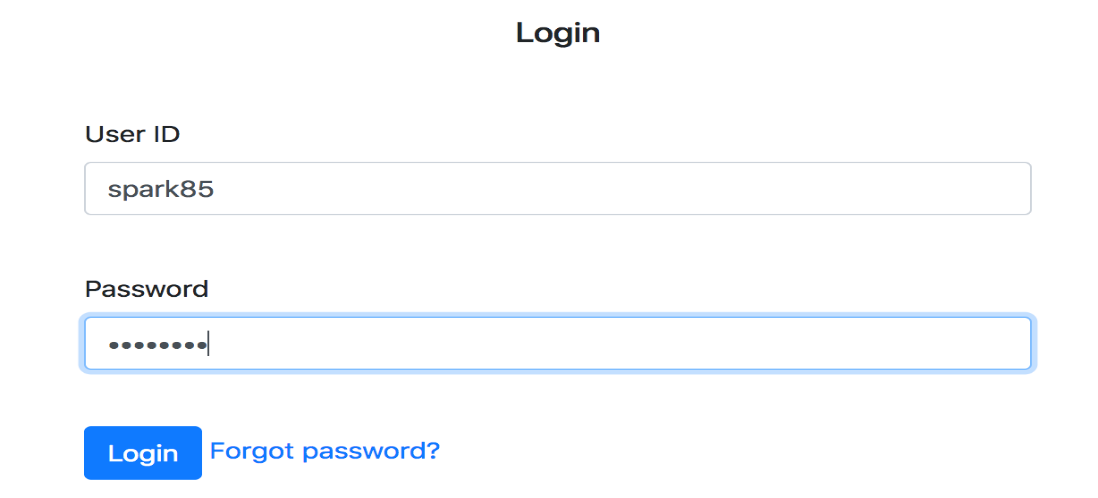 Login
User ID
spark85
Password
••••••••
Login Forgot password?